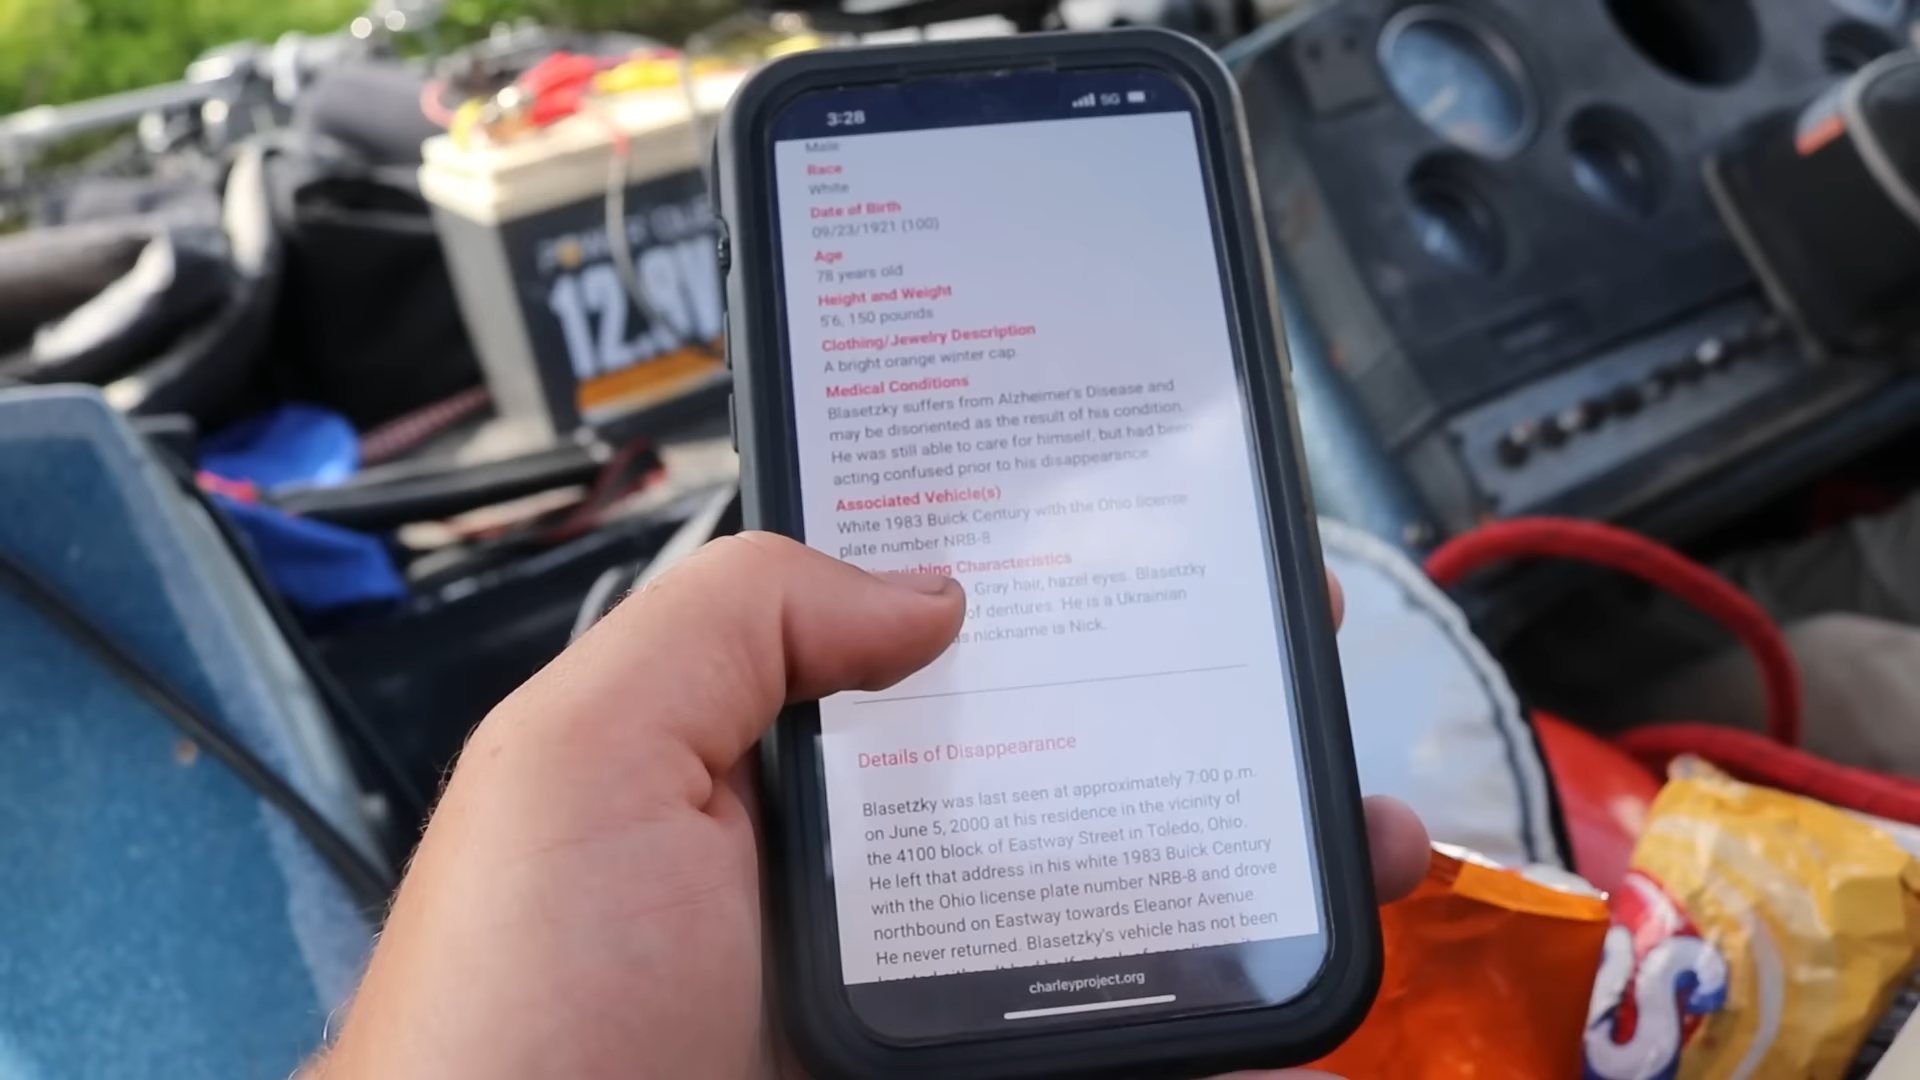 3:28
5G
Male
Race
White
Date of Birth
09/23/1921 (100)
Age
78 years old
Height and Weight
5'6, 150 pounds
Clothing/Jewelry Description
A bright orange winter cap.
Medical Conditions
Blasetzky suffers from Alzheimer's Disease and
may be disoriented as the result of his condition.
He was still able to care for himself, but had been
acting confused prior to his disappearance.
Associated Vehicle(s)
White 1983 Buick Century with the Ohio license
plate number NRB-8
Characteristics
Gray hair, hazel eyes. Blasetzky
of dentures. He is a Ukrainian
nickname is Nick.
Details of Disappearance
Blasetzky was last seen at approximately 7:00 p.m.
on June 5, 2000 at his residence in the vicinity of
the 4100 block of Eastway Street in Toledo, Ohio.
He left that address in his white 1983 Buick Century
with the Ohio license plate number NRB-8 and drove
northbound on Eastway towards Eleanor Avenue.
He never returned. Blasetzky's vehicle has not been
charleyproject.org